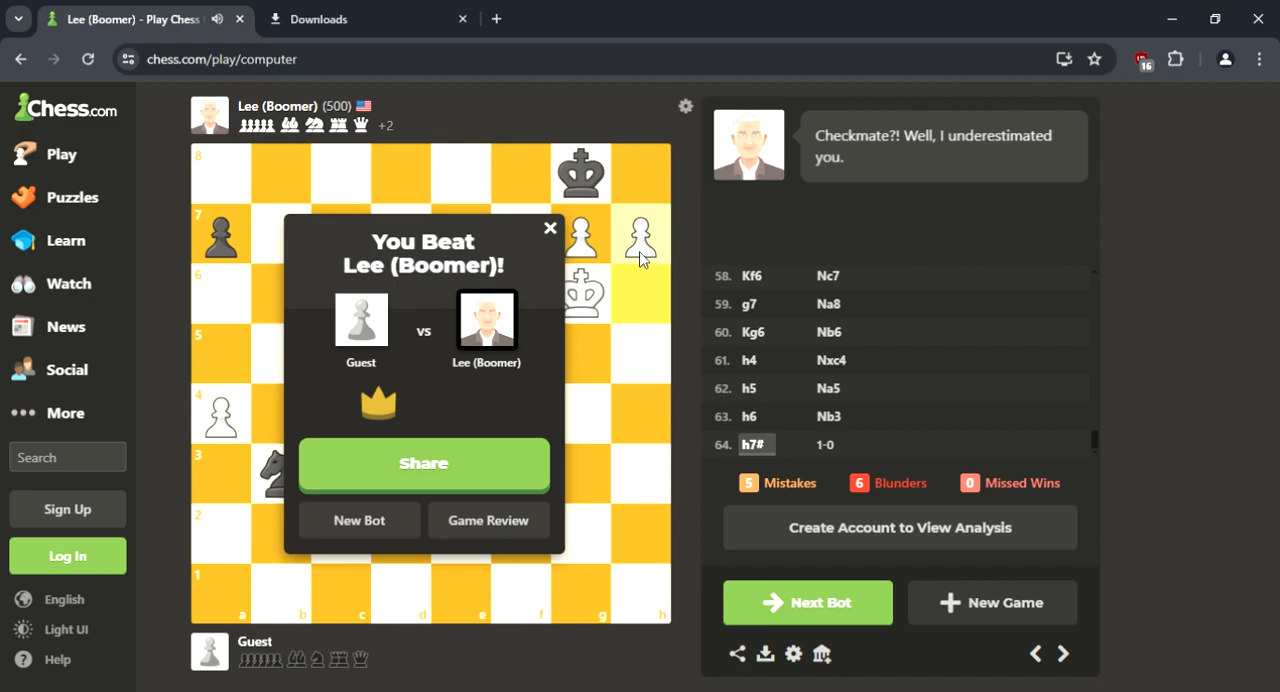 Lee (Boomer) - Play Chess
Downloads
chess.com/play/computer
16
Chess.com
Play
Puzzles
Learn
Watch
News
Social
More
Search
Sign Up
Log In
English
Light UI
Help
Lee (Boomer) (500)
+2
8
7
6
5
4
3
2
1
a b c d e f g h
You Beat
Lee (Boomer)!
vs
Guest
Lee (Boomer)
Share
New Bot
Game Review
Guest
Checkmate?! Well, I underestimated
you.
58. Kf6 Nc7
59. g7 Na8
60. Kg6 Nb6
61. h4 Nxc4
62. h5 Na5
63. h6 Nb3
64. h7# 1-0
5 Mistakes 6 Blunders 0 Missed Wins
Create Account to View Analysis
Next Bot
New Game